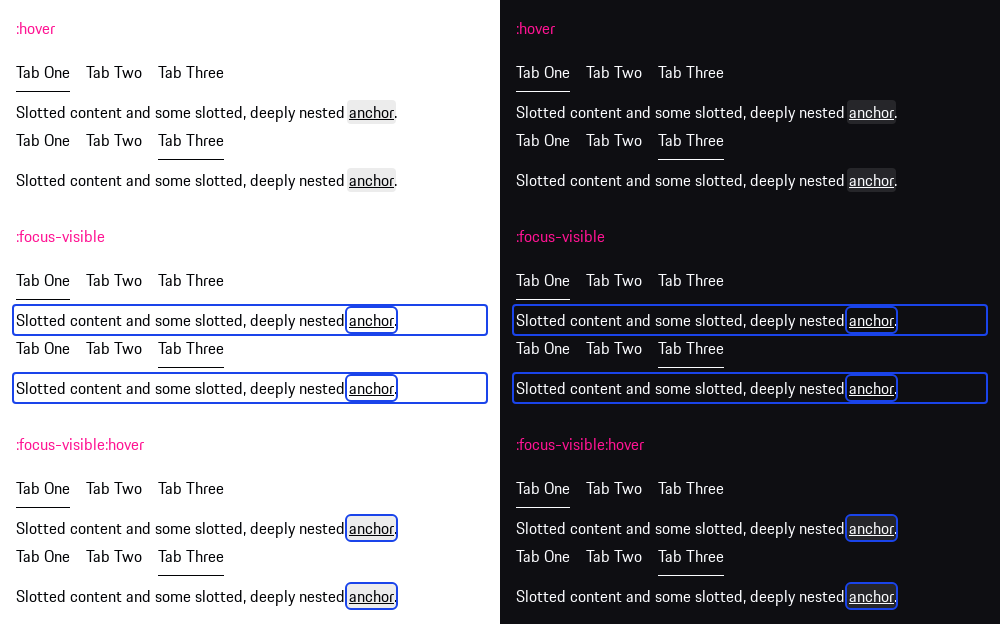 :hover
Tab One Tab Two Tab Three
Slotted content and some slotted, deeply nested anchor.
Tab One Tab Two Tab Three
Slotted content and some slotted, deeply nested anchor.
:focus-visible
Tab One Tab Two Tab Three
Slotted content and some slotted, deeply nested anchor.
Tab One Tab Two Tab Three
Slotted content and some slotted, deeply nested anchor.
:focus-visible:hover
Tab One Tab Two Tab Three
Slotted content and some slotted, deeply nested anchor.
Tab One Tab Two Tab Three
Slotted content and some slotted, deeply nested anchor.
:hover
Tab One Tab Two Tab Three
Slotted content and some slotted, deeply nested anchor.
Tab One Tab Two Tab Three
Slotted content and some slotted, deeply nested anchor.
:focus-visible
Tab One Tab Two Tab Three
Slotted content and some slotted, deeply nested anchor.
Tab One Tab Two Tab Three
Slotted content and some slotted, deeply nested anchor.
:focus-visible:hover
Tab One Tab Two Tab Three
Slotted content and some slotted, deeply nested anchor.
Tab One Tab Two Tab Three
Slotted content and some slotted, deeply nested anchor.